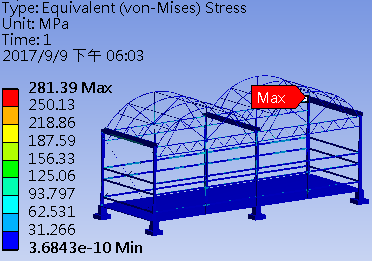 Type: Equivalent (von-Mises) Stress
Unit: MPa
Time: 1
2017/9/9 下午 06:03
281.39 Max
250.13
218.86
187.59
156.33
125.06
93.797
62.531
31.266
3.6843e-10 Min
Max